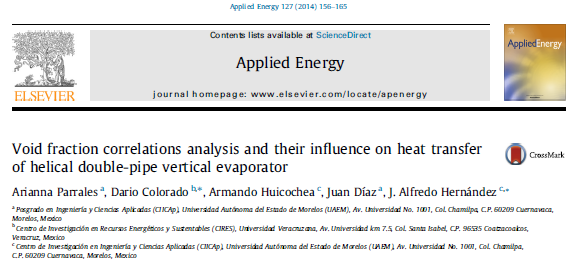 Applied Energy 127 (2014) 156–165
Contents lists available at ScienceDirect
Applied Energy
journal homepage: www.elsevier.com/locate/apenergy
ELSEVIER
AppliedEnergy
Void fraction correlations analysis and their influence on heat transfer
of helical double-pipe vertical evaporator
CrossMark
Arianna Parrales a, Dario Colorado b,*, Armando Huicochea c, Juan Díaz a, J. Alfredo Hernández c,*
a Posgrado en Ingeniería y Ciencias Aplicadas (CIICAp), Universidad Autónoma del Estado de Morelos (UAEM), Av. Universidad No. 1001, Col. Chamilpa, C.P. 60209 Cuernavaca,
Morelos, Mexico
b Centro de Investigación en Recursos Energéticos y Sustentables (CIRES), Universidad Veracruzana, Av. Universidad km 7.5, Col. Santa Isabel, C.P. 96535 Coatzacoalcos,
Veracruz, Mexico
c Centro de Investigación en Ingeniería y Ciencias Aplicadas (CIICAp), Universidad Autónoma del Estado de Morelos (UAEM), Av. Universidad No. 1001, Col. Chamilpa,
C.P. 60209 Cuernavaca, Morelos, Mexico